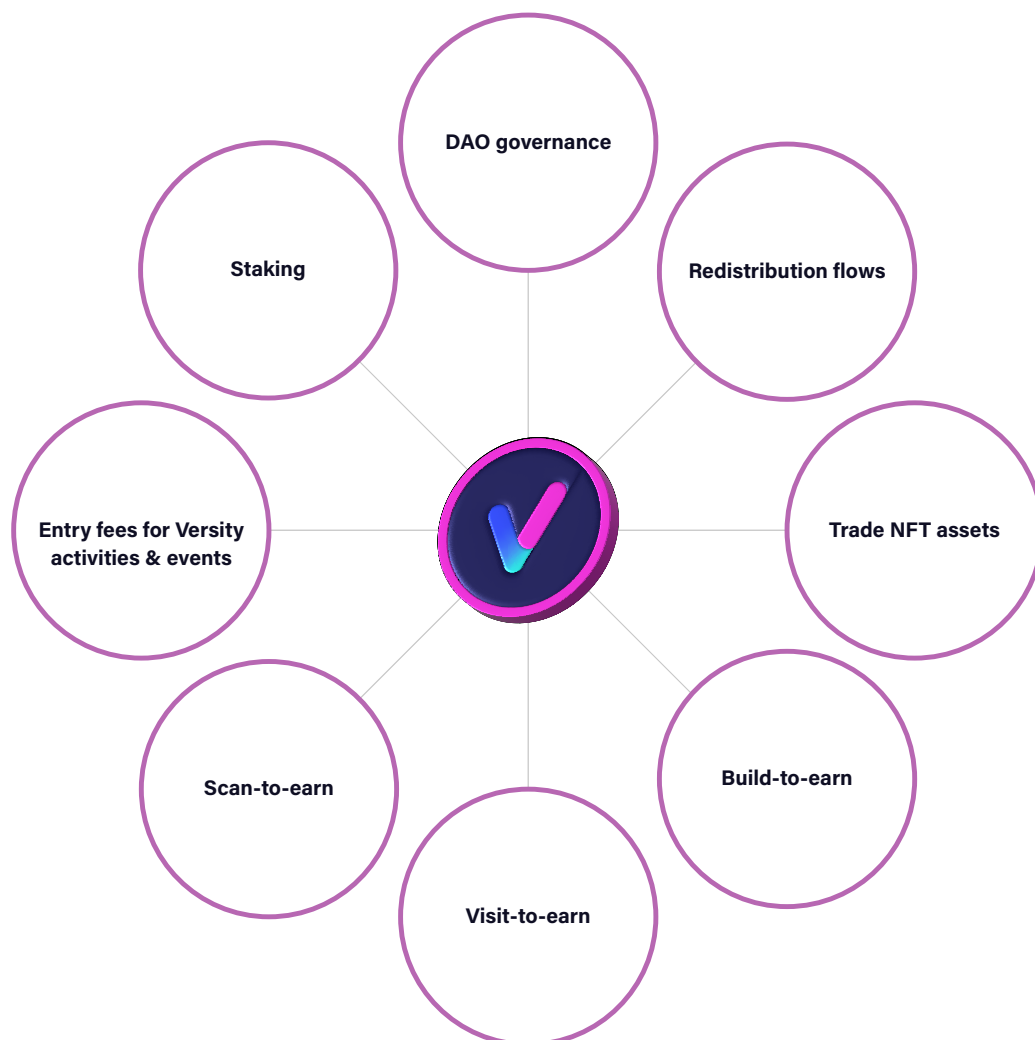 DAO governance
Staking
Redistribution flows
Entry fees for Versity
activities & events
Trade NFT assets
Scan-to-earn
Build-to-earn
Visit-to-earn